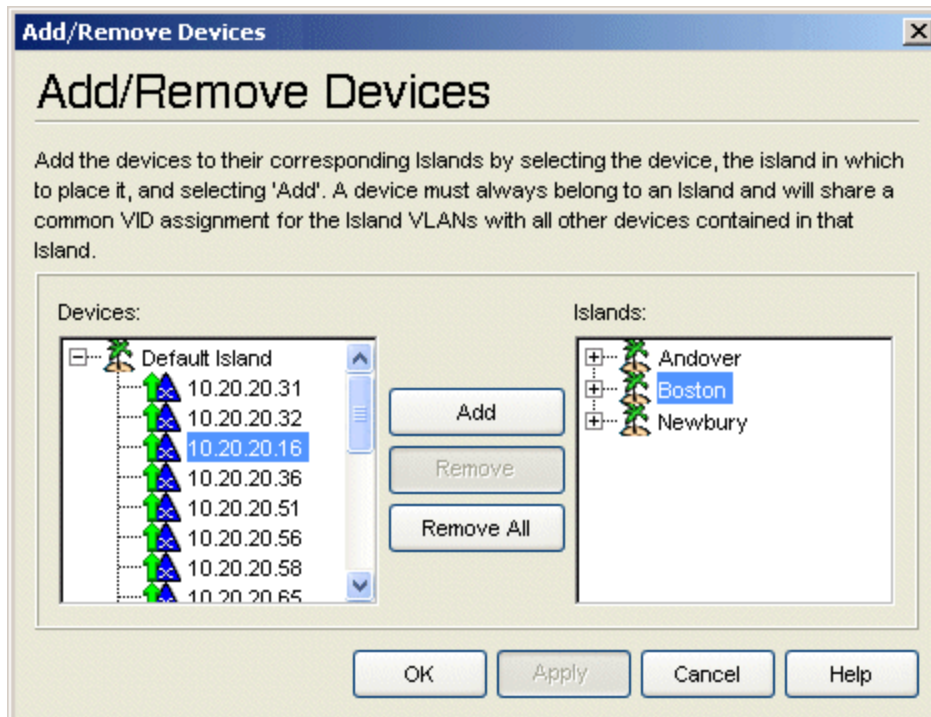 Add/Remove Devices
Add/Remove Devices
Add the devices to their corresponding Islands by selecting the device, the island in which
to place it, and selecting 'Add'. A device must always belong to an Island and will share a
common VID assignment for the Island VLANs with all other devices contained in that
Island.
Devices:
Default Island
10.20.20.31
10.20.20.32
10.20.20.16
10.20.20.36
10.20.20.51
10.20.20.56
10.20.20.58
10.20.20.65
Add
Remove
Remove All
Islands:
Andover
Boston
Newbury
OK
Apply
Cancel
Help